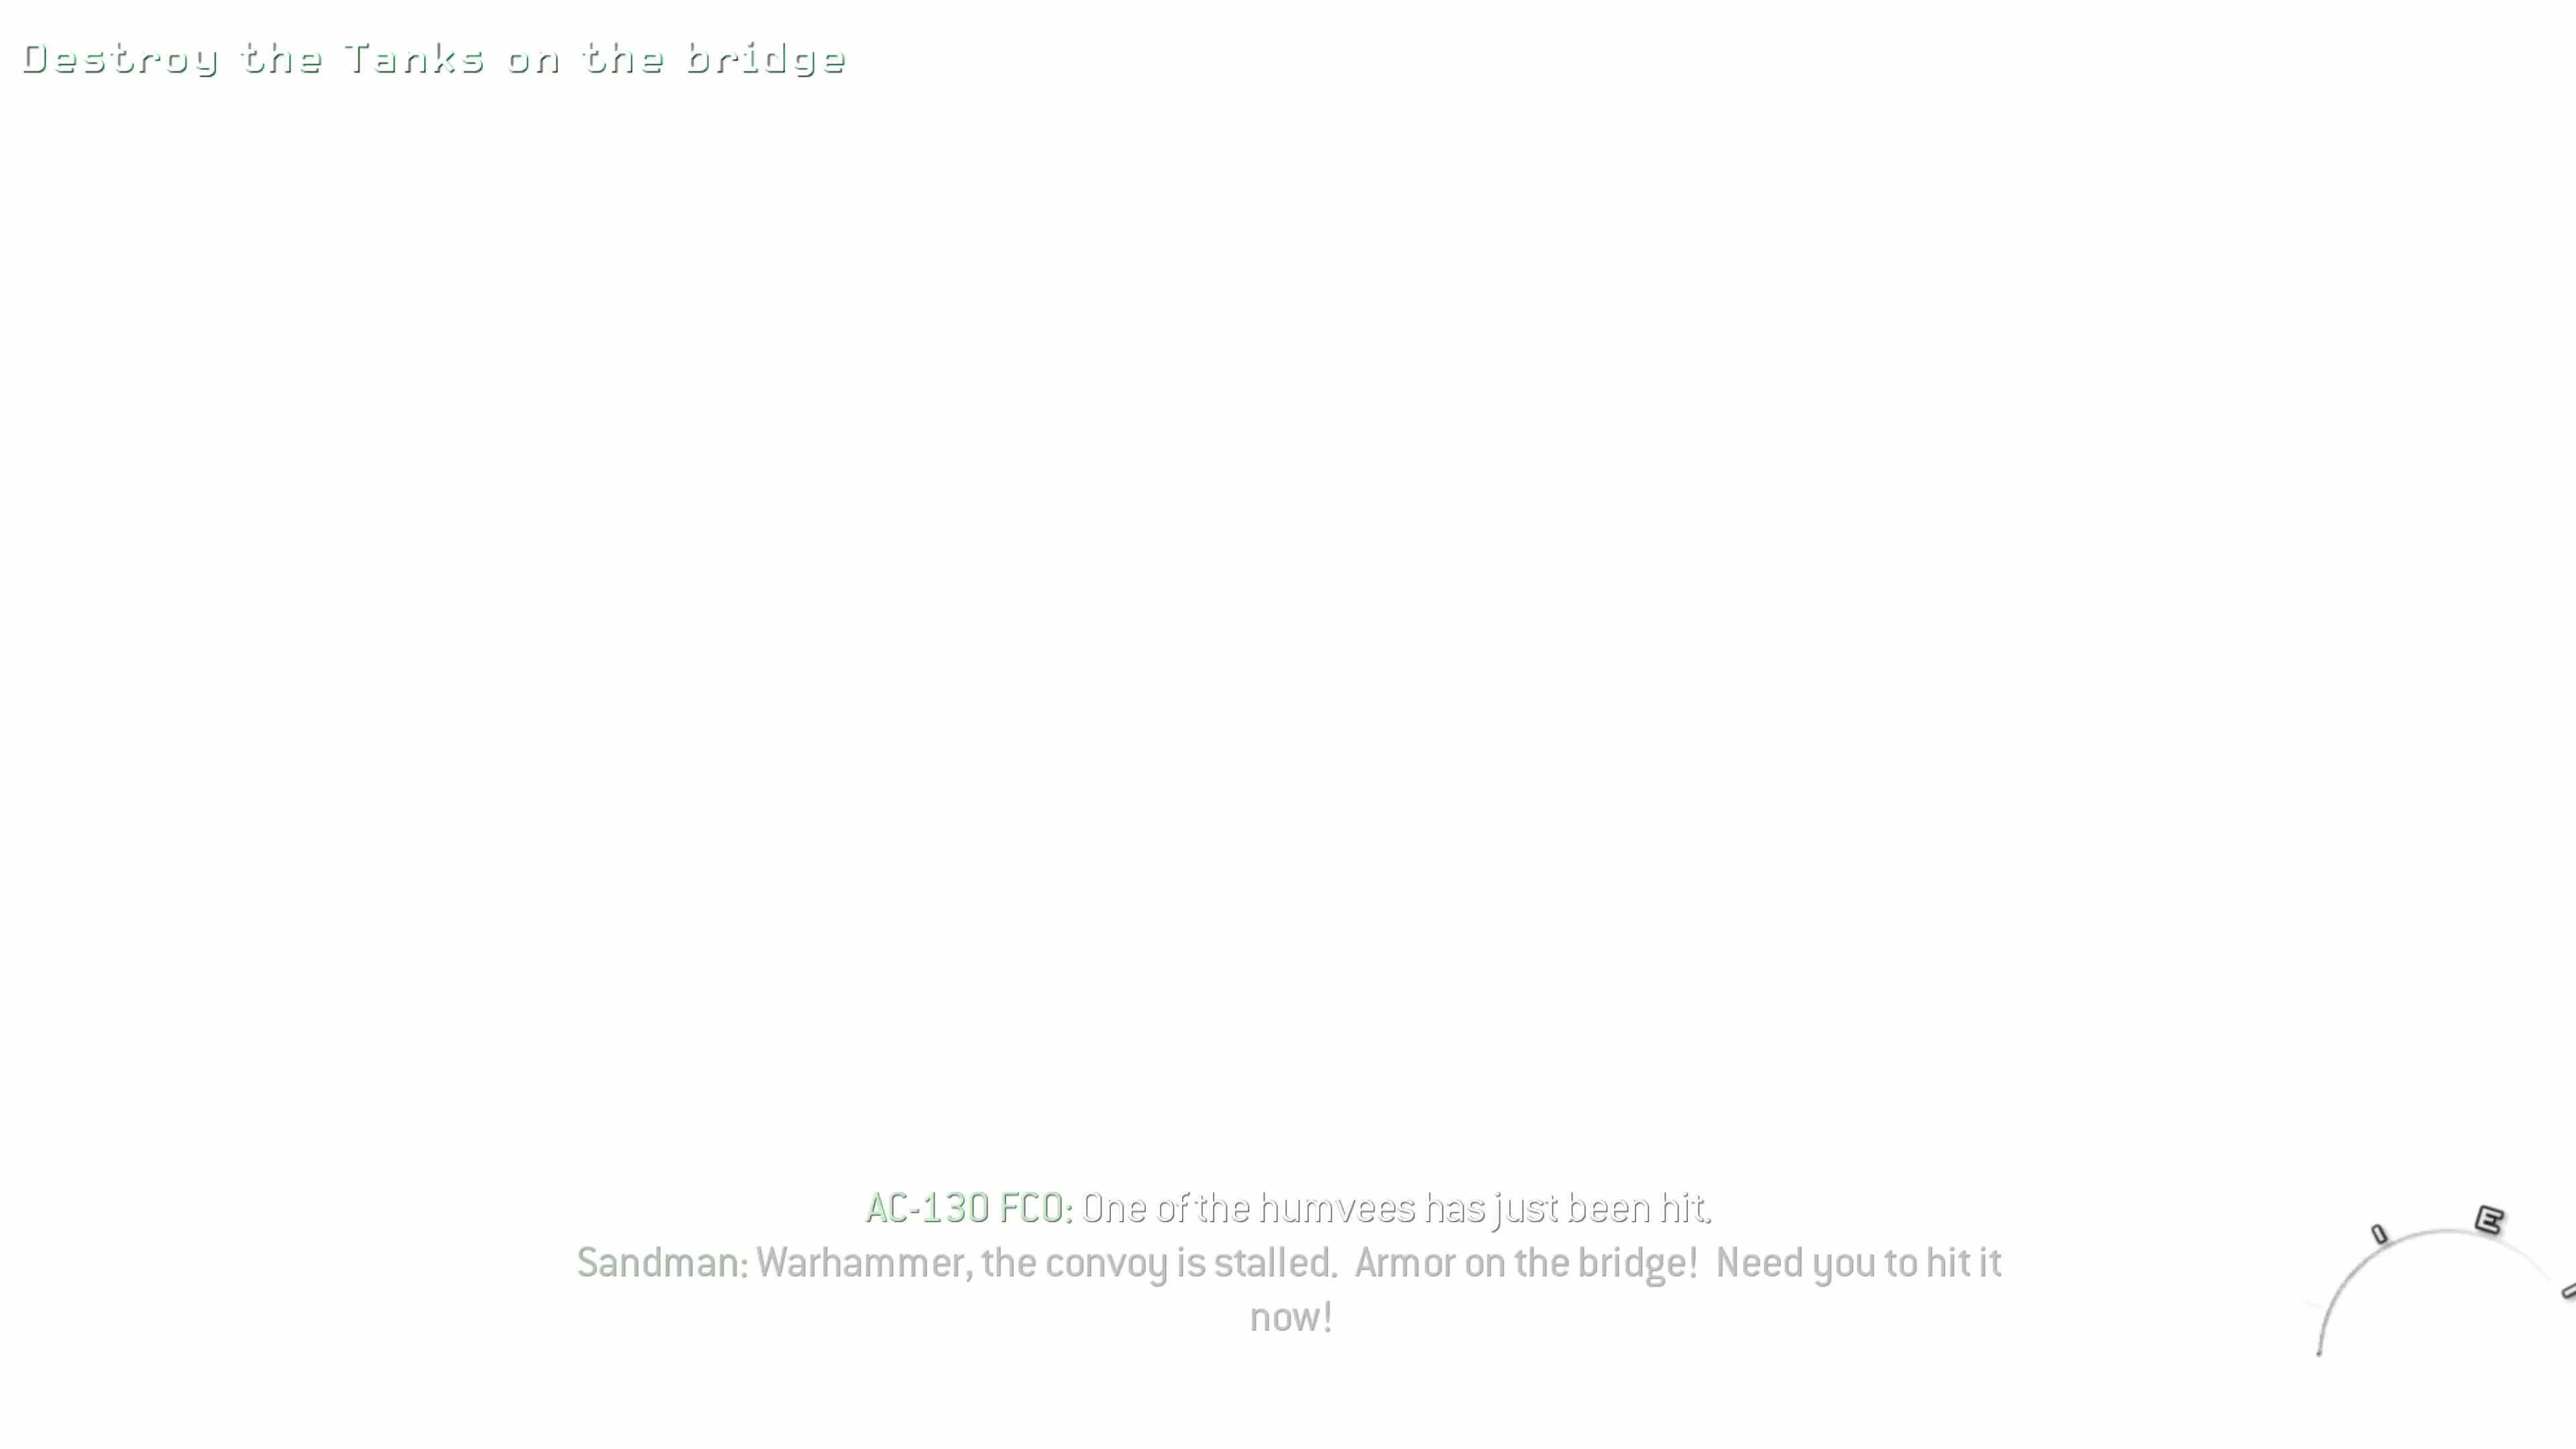 Destroy the Tanks on the bridge
AC-130 FCO: One of the humvees has just been hit.
Sandman: Warhammer, the convoy is stalled.  Armor on the bridge!  Need you to hit it
now!
E